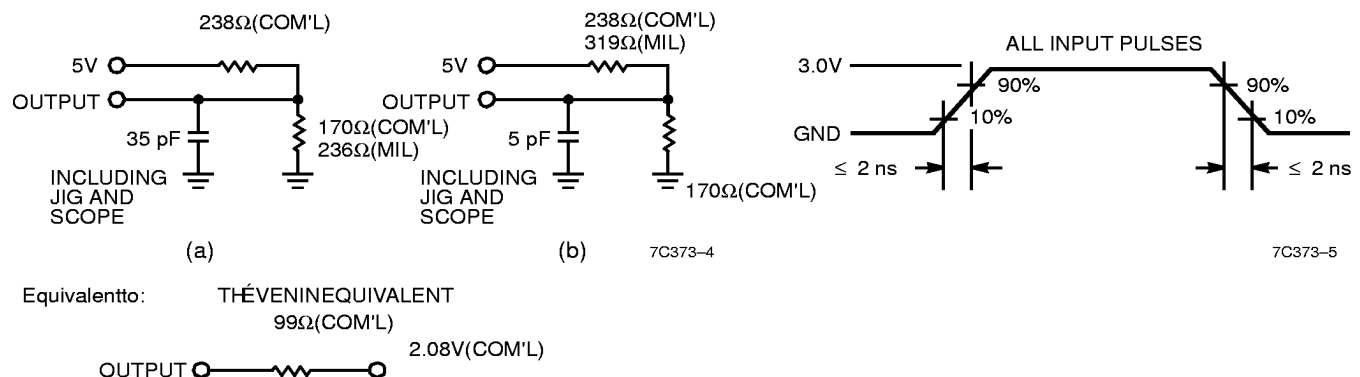 238Ω(COM'L)
5V
OUTPUT
35 pF
170Ω(COM'L)
236Ω(MIL)
INCLUDING
JIG AND
SCOPE
(a)
238Ω(COM'L)
319Ω(MIL)
5V
OUTPUT
5 pF
170Ω(COM'L)
INCLUDING
JIG AND
SCOPE
(b)
7C373–4
ALL INPUT PULSES
3.0V
90%
10%
GND
≤ 2 ns
90%
10%
≤ 2 ns
7C373–5
Equivalentto:
THÉVENINEQUIVALENT
99Ω(COM'L)
2.08V(COM'L)
OUTPUT